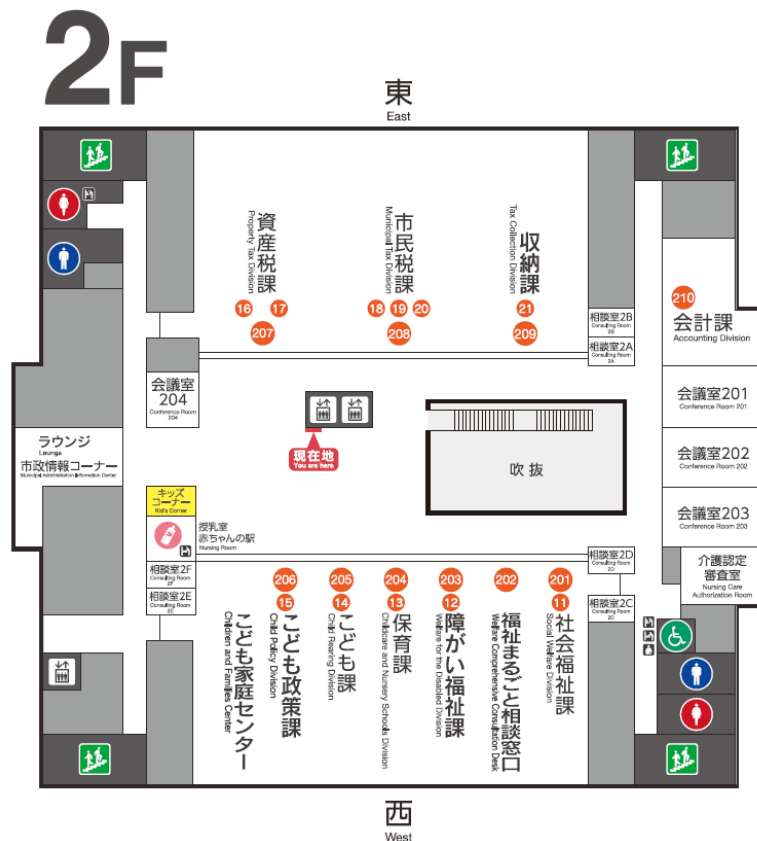 2F
東
East
資産税課
Property Tax Division
16
17
207
市民税課
Municipal Tax Division
18
19
20
208
収納課
Tax Collection Division
21
209
相談室2B
Consulting Room
2B
相談室2A
Consulting Room
2A
210
会計課
Accounting Division
会議室
204
Conference Room
204
会議室201
Conference Room 201
会議室202
Conference Room 202
会議室203
Conference Room 203
介護認定
審査室
Nursing Care
Authorization Room
ラウンジ
Lounge
市政情報コーナー
Municipal Administration Information Center
現在地
You are here
吹抜
キッズ
コーナー
Kid's Corner
授乳室
赤ちゃんの駅
Nursing Room
相談室2F
Consulting Room
2F
相談室2E
Consulting Room
2E
相談室2D
Consulting Room
2D
相談室2C
Consulting Room
2C
こども家庭センター
Children and Families Center
206
15
こども政策課
Child Policy Division
205
14
こども課
Child Rearing Division
204
13
保育課
Childcare and Nursery Schools Division
203
12
障がい福祉課
Welfare for the Disabled Division
202
福祉まるごと相談窓口
Welfare Comprehensive Consultation Desk
201
11
社会福祉課
Social Welfare Division
西
West